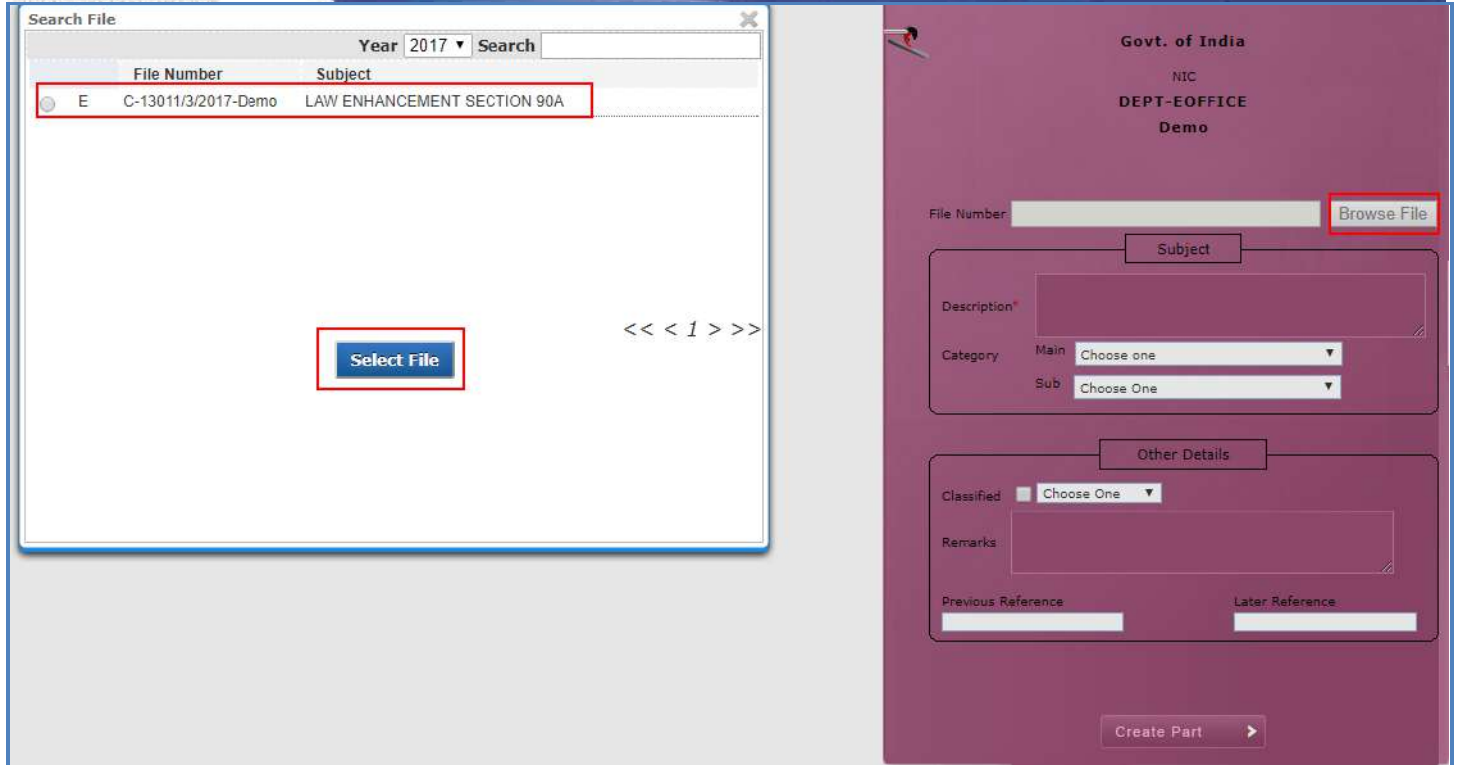 Search File
Year 2017 Search
File Number Subject
E C-13011/3/2017-Demo LAW ENHANCEMENT SECTION 90A
<< < 1 > >>
Select File
Govt. of India
NIC
DEPT-EOFFICE
Demo
File Number Browse File
Subject
Description*
Category Main Choose one
Sub Choose One
Other Details
Classified Choose One
Remarks
Previous Reference Later Reference
Create Part